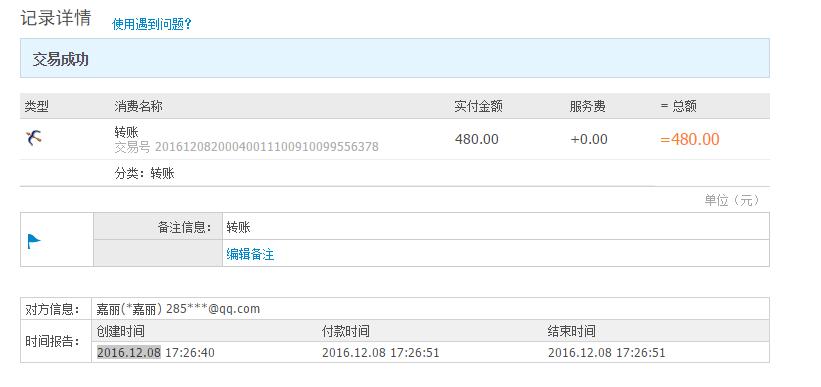 记录详情 使用遇到问题?
交易成功
类型 消费名称 实付金额 服务费 = 总额
转账 480.00 +0.00 =480.00
交易号 20161208200040011100910099556378
分类：转账
单位（元）
备注信息： 转账
编辑备注
对方信息： 嘉丽(*嘉丽) 285***@qq.com
时间报告： 创建时间 付款时间 结束时间
2016.12.08 17:26:40 2016.12.08 17:26:51 2016.12.08 17:26:51